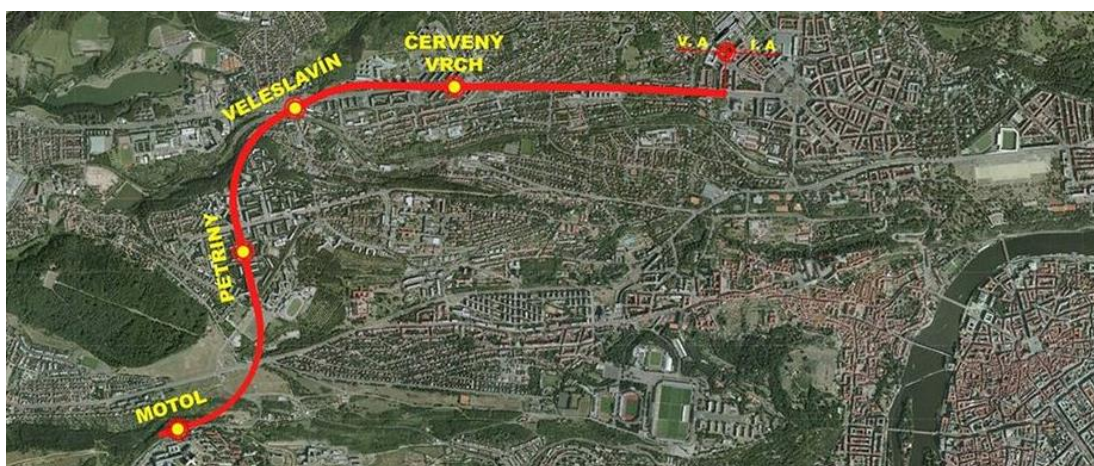 ČERVENÝ
VRCH
V. A
I. A
VELESLAVÍN
PETŘINY
MOTOL